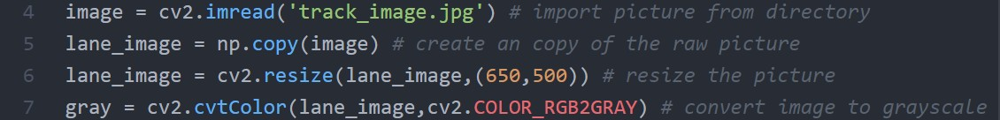 4 image = cv2.imread('track_image.jpg') # import picture from directory
5 lane_image = np.copy(image) # create an copy of the raw picture
6 lane_image = cv2.resize(lane_image,(650,500)) # resize the picture
7 gray = cv2.cvtColor(lane_image,cv2.COLOR_RGB2GRAY) # convert image to grayscale